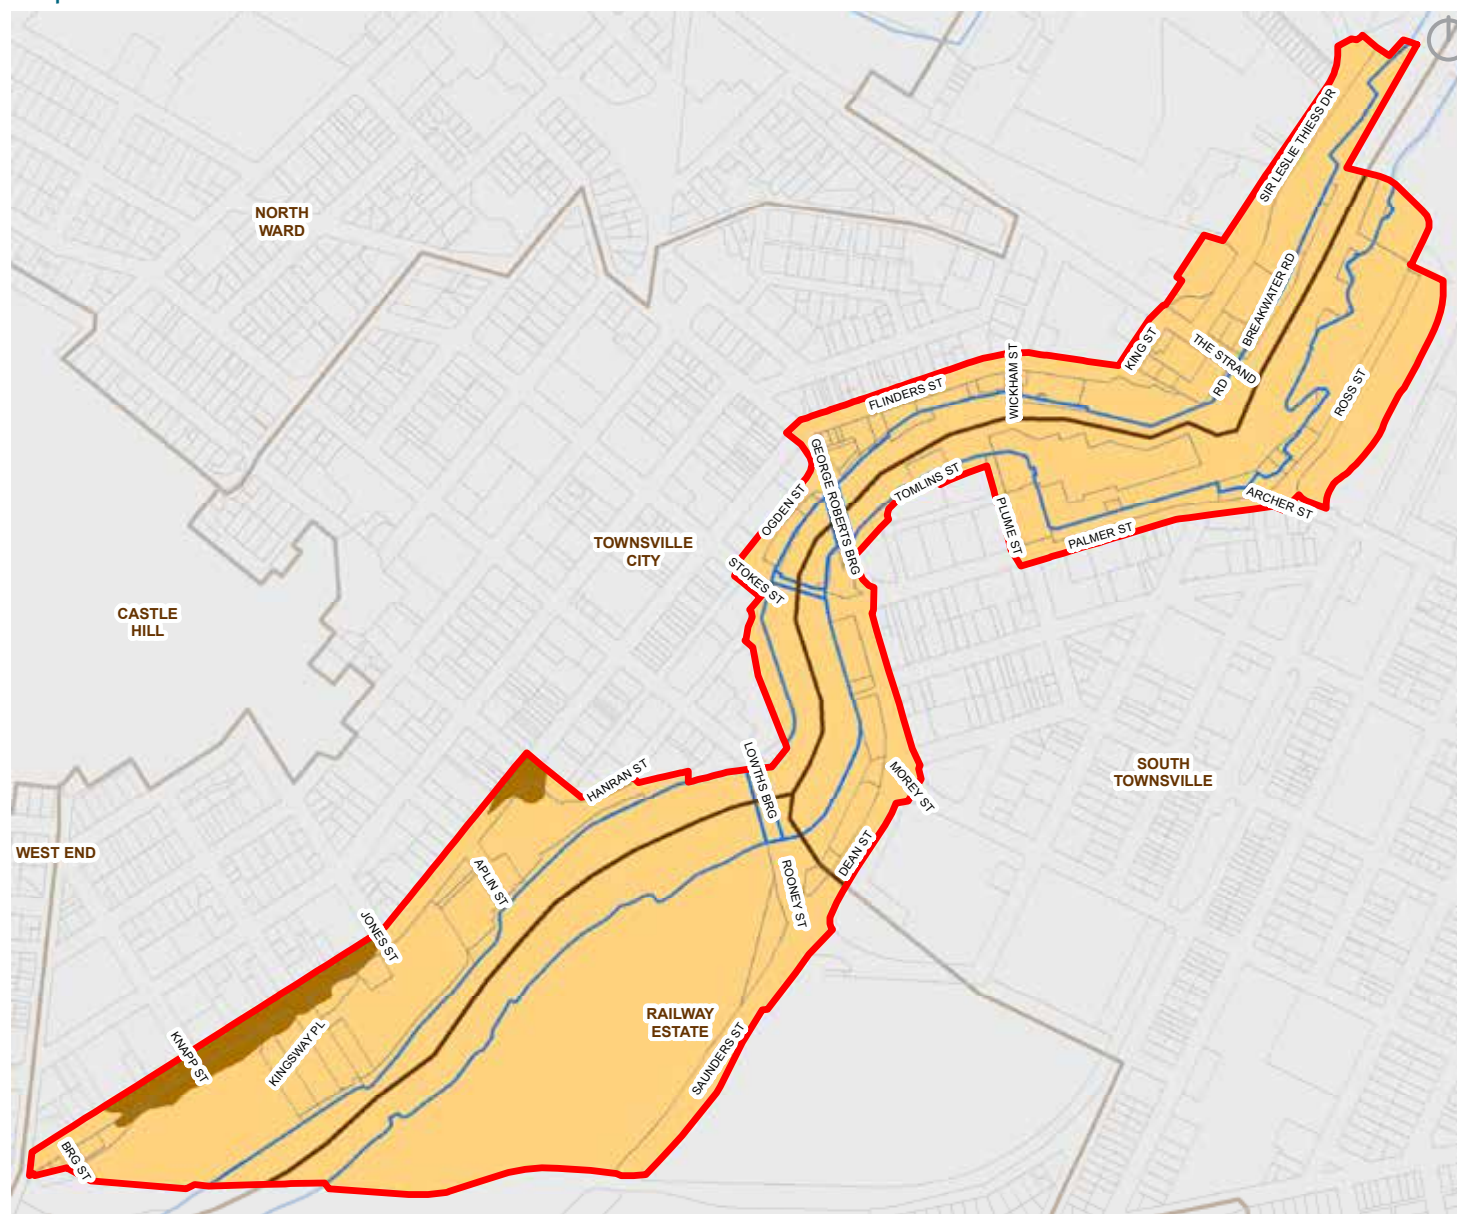 SIR LESLIE THIESS DR
NORTH
WARD
BREAKWATER RD
KING ST
THE STRAND
RD
WICKHAM ST
FLINDERS ST
ROSS ST
GEORGE ROBERTS BRG
TOMLINS ST
OGDEN ST
ARCHER ST
PLUME ST
PALMER ST
TOWNSVILLE
CITY
STOKES ST
CASTLE
HILL
SOUTH
TOWNSVILLE
LOWTHS BRG
HANRAN ST
MOREY ST
WEST END
DEAN ST
APLIN ST
ROONEY ST
JONES ST
RAILWAY
ESTATE
KNAPP ST
KINGSWAY PL
SAUNDERS ST
BRG ST